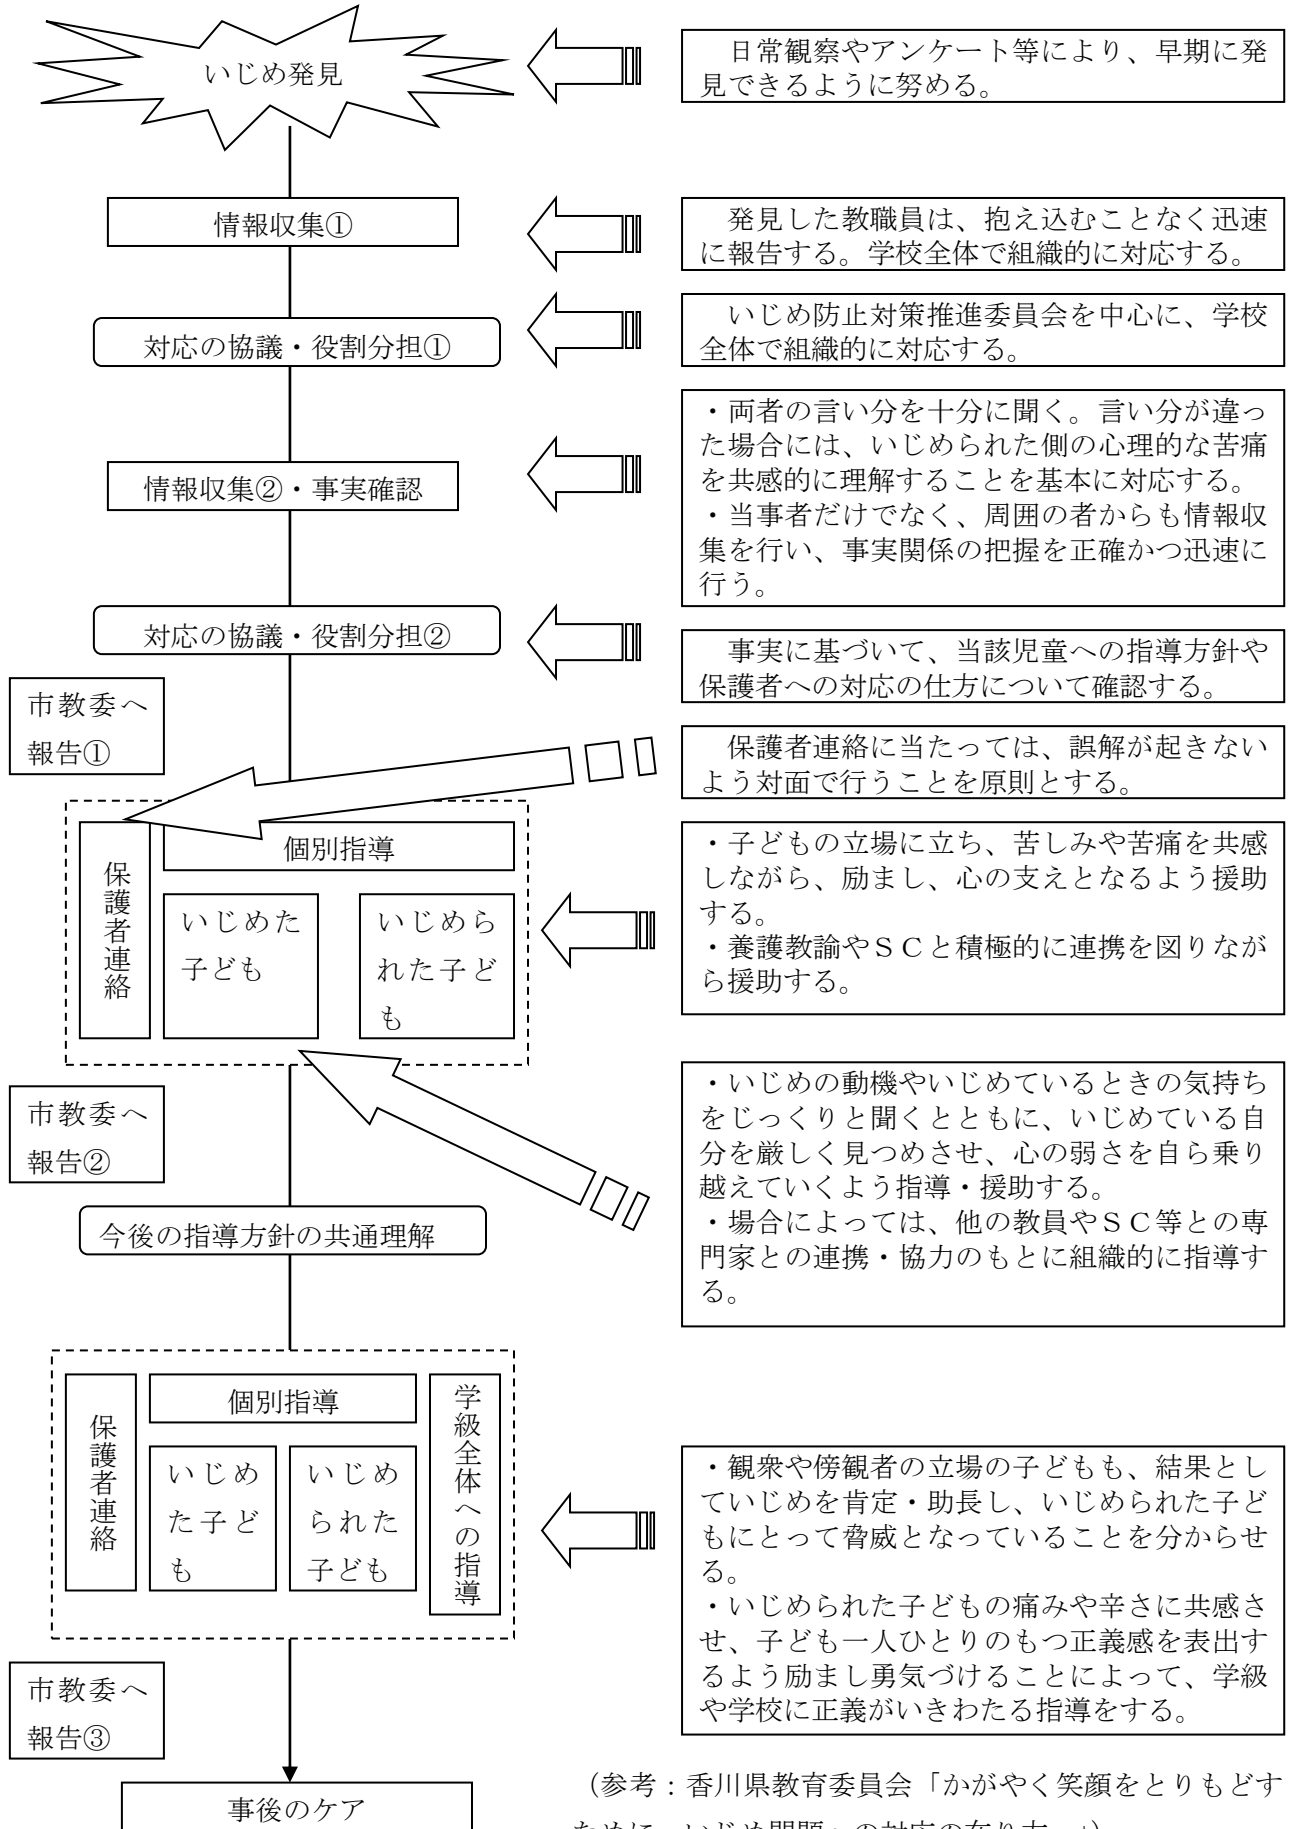 いじめ発見
日常観察やアンケート等により、早期に発
見できるように努める。
情報収集①
発見した教職員は、抱え込むことなく迅速
に報告する。学校全体で組織的に対応する。
対応の協議・役割分担①
いじめ防止対策推進委員会を中心に、学校
全体で組織的に対応する。
情報収集②・事実確認
・両者の言い分を十分に聞く。言い分が違っ
た場合には、いじめられた側の心理的な苦痛
を共感的に理解することを基本に対応する。
・当事者だけでなく、周囲の者からも情報収
集を行い、事実関係の把握を正確かつ迅速に
行う。
対応の協議・役割分担②
事実に基づいて、当該児童への指導方針や
保護者への対応の仕方について確認する。
市教委へ
報告①
保護者連絡に当たっては、誤解が起きない
よう対面で行うことを原則とする。
保護者連絡
個別指導
いじめた
子ども
いじめら
れた子ど
も
・子どもの立場に立ち、苦しみや苦痛を共感
しながら、励まし、心の支えとなるよう援助
する。
・養護教諭やＳＣと積極的に連携を図りなが
ら援助する。
市教委へ
報告②
・いじめの動機やいじめているときの気持ち
をじっくりと聞くとともに、いじめている自
分を厳しく見つめさせ、心の弱さを自ら乗り
越えていくよう指導・援助する。
・場合によっては、他の教員やＳＣ等との専
門家との連携・協力のもとに組織的に指導す
る。
今後の指導方針の共通理解
保護者連絡
個別指導
いじめ
た子ど
も
いじめ
られた
子ども
学級全体への指導
・観衆や傍観者の立場の子どもも、結果とし
ていじめを肯定・助長し、いじめられた子ど
もにとって脅威となっていることを分からせ
る。
・いじめられた子どもの痛みや辛さに共感さ
せ、子ども一人ひとりのもつ正義感を表出す
るよう励まし勇気づけることによって、学級
や学校に正義がいきわたる指導をする。
市教委へ
報告③
事後のケア
（参考：香川県教育委員会「かがやく笑顔をとりもどす